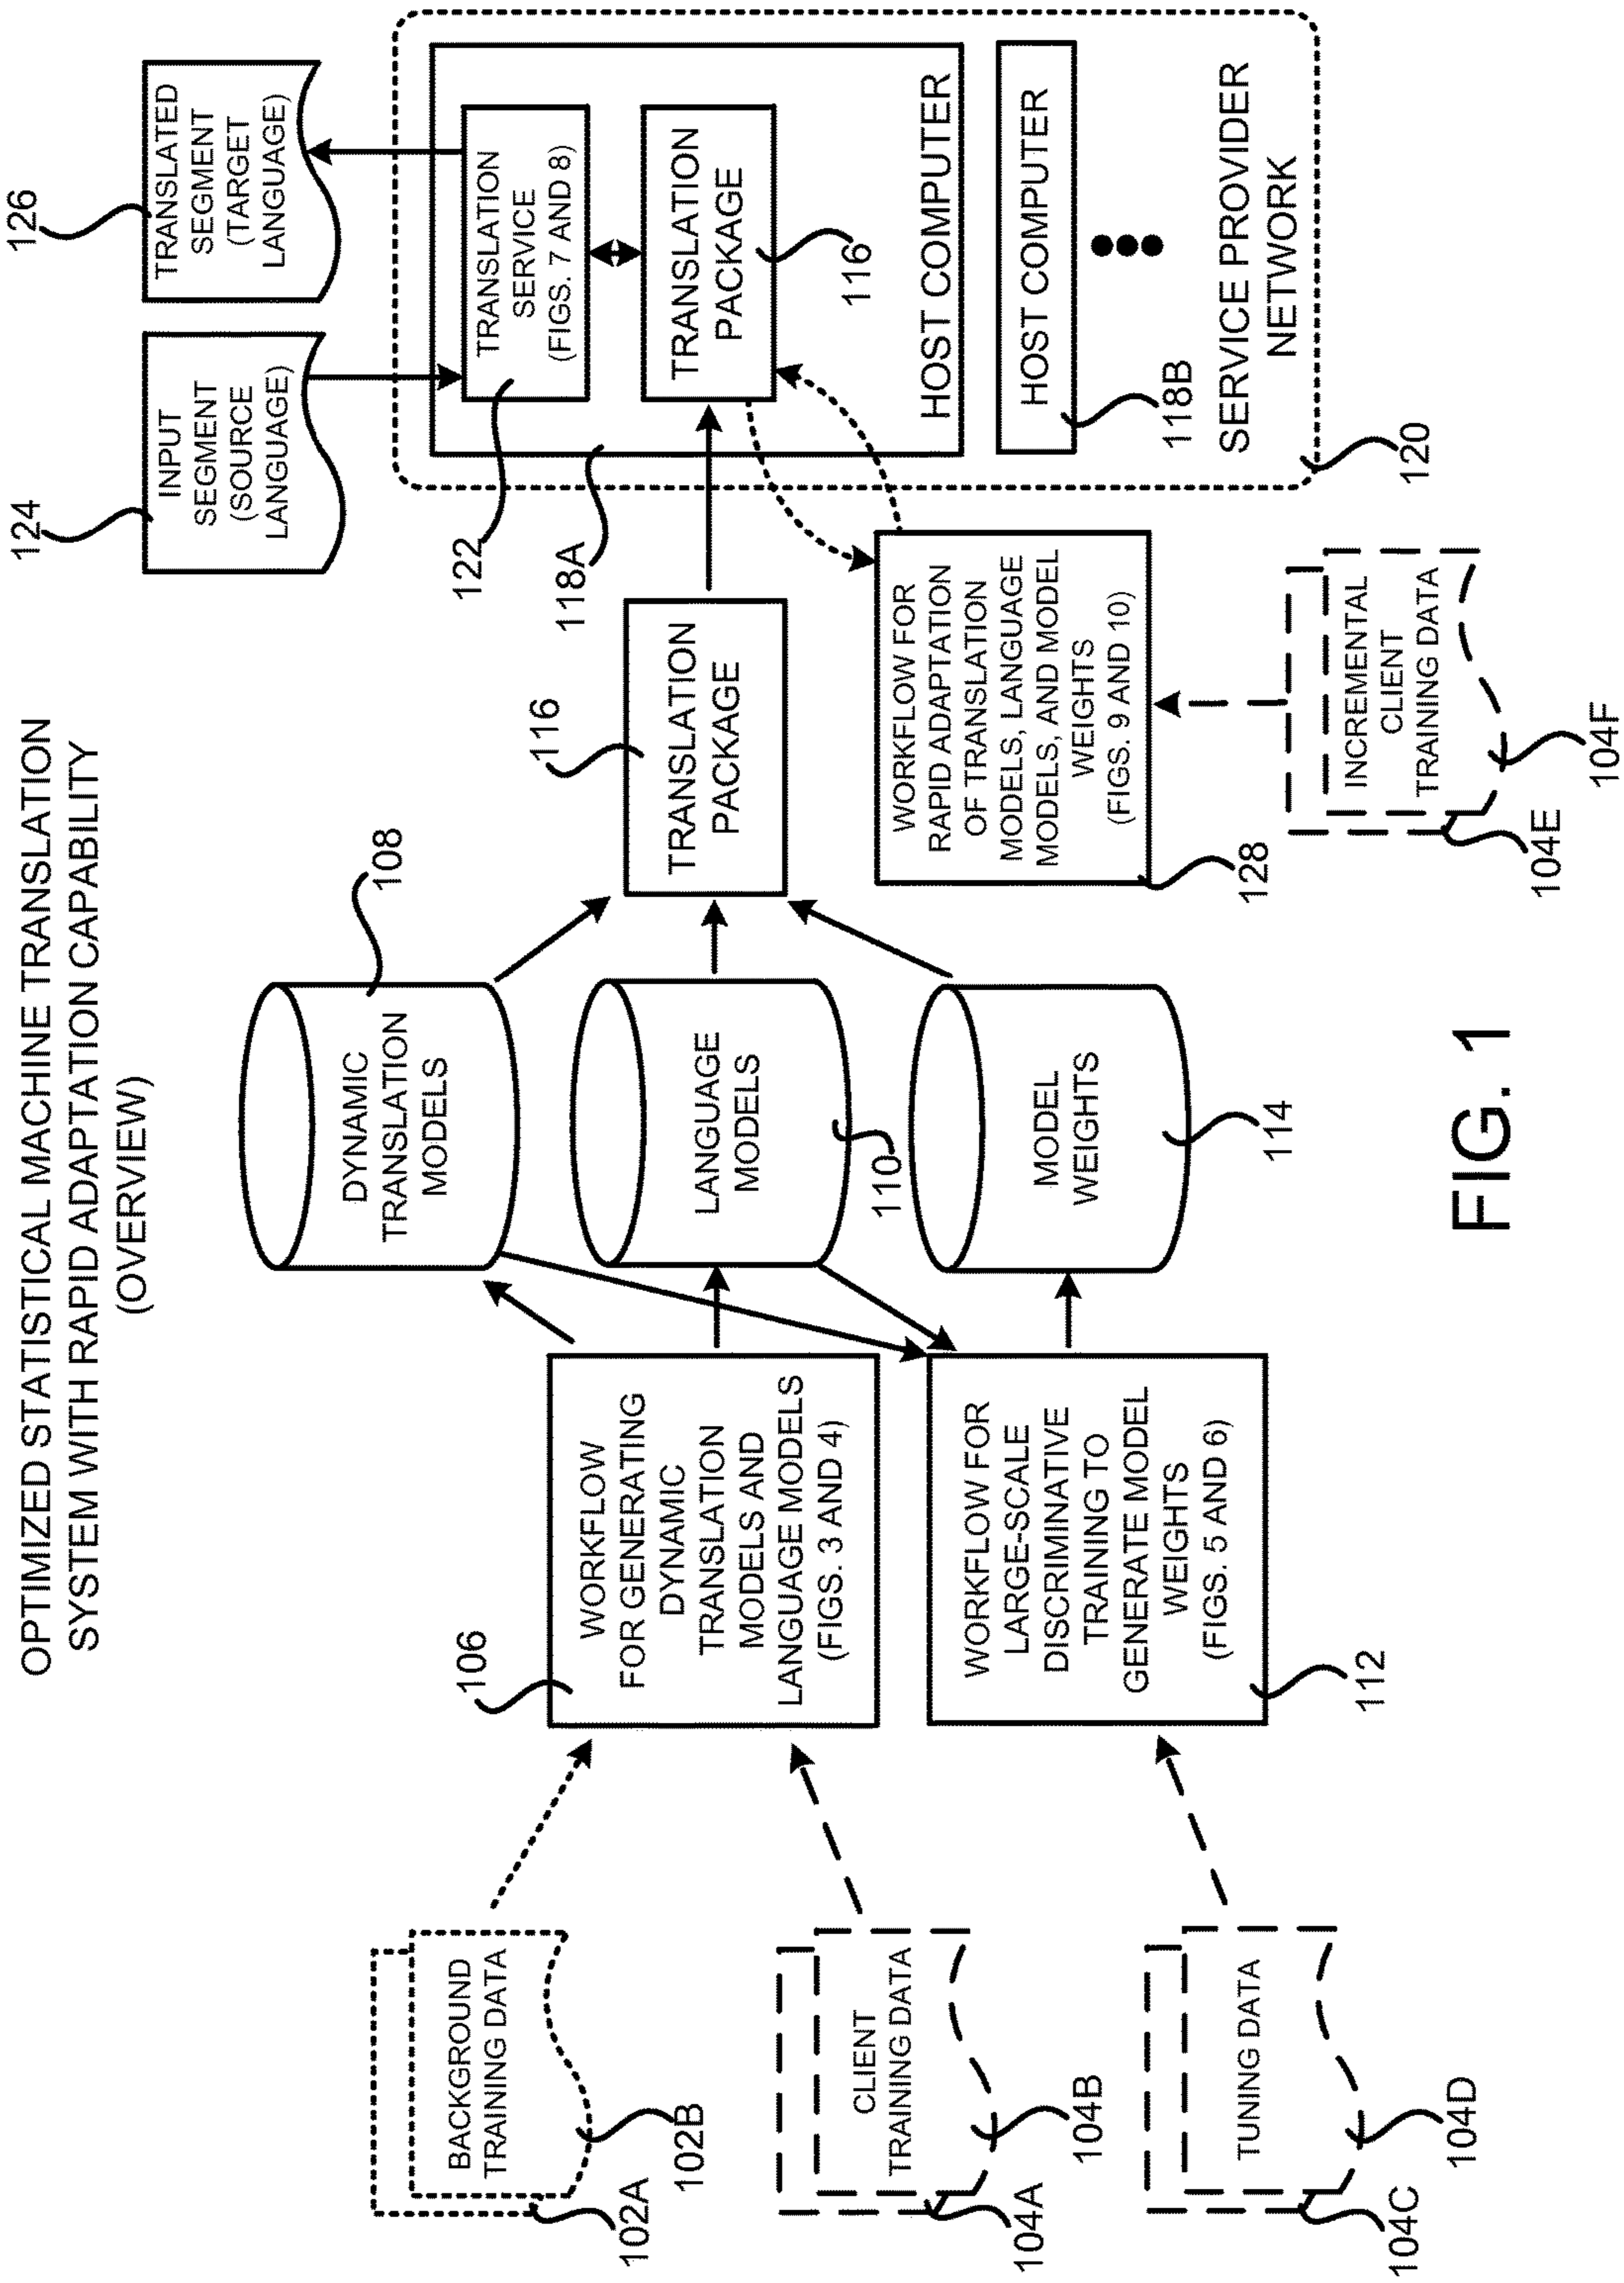 OPTIMIZED STATISTICAL MACHINE TRANSLATION
SYSTEM WITH RAPID ADAPTATION CAPABILITY
(OVERVIEW)
102A
102B
BACKGROUND
TRAINING DATA
104A
104B
CLIENT
TRAINING DATA
104C
104D
TUNING DATA
106
WORKFLOW
FOR GENERATING
DYNAMIC
TRANSLATION
MODELS AND
LANGUAGE MODELS
(FIGS. 3 AND 4)
WORKFLOW FOR
LARGE-SCALE
DISCRIMINATIVE
TRAINING TO
GENERATE MODEL
WEIGHTS
(FIGS. 5 AND 6)
112
108
DYNAMIC
TRANSLATION
MODELS
LANGUAGE
MODELS
110
MODEL
WEIGHTS
114
116
TRANSLATION
PACKAGE
WORKFLOW FOR
RAPID ADAPTATION
OF TRANSLATION
MODELS, LANGUAGE
MODELS, AND MODEL
WEIGHTS
(FIGS. 9 AND 10)
128
INCREMENTAL
CLIENT
TRAINING DATA
104E
104F
124
INPUT
SEGMENT
(SOURCE
LANGUAGE)
126
TRANSLATED
SEGMENT
(TARGET
LANGUAGE)
122
118A
TRANSLATION
SERVICE
(FIGS. 7 AND 8)
TRANSLATION
PACKAGE
116
HOST COMPUTER
HOST COMPUTER
118B
SERVICE PROVIDER
NETWORK
120
FIG. 1